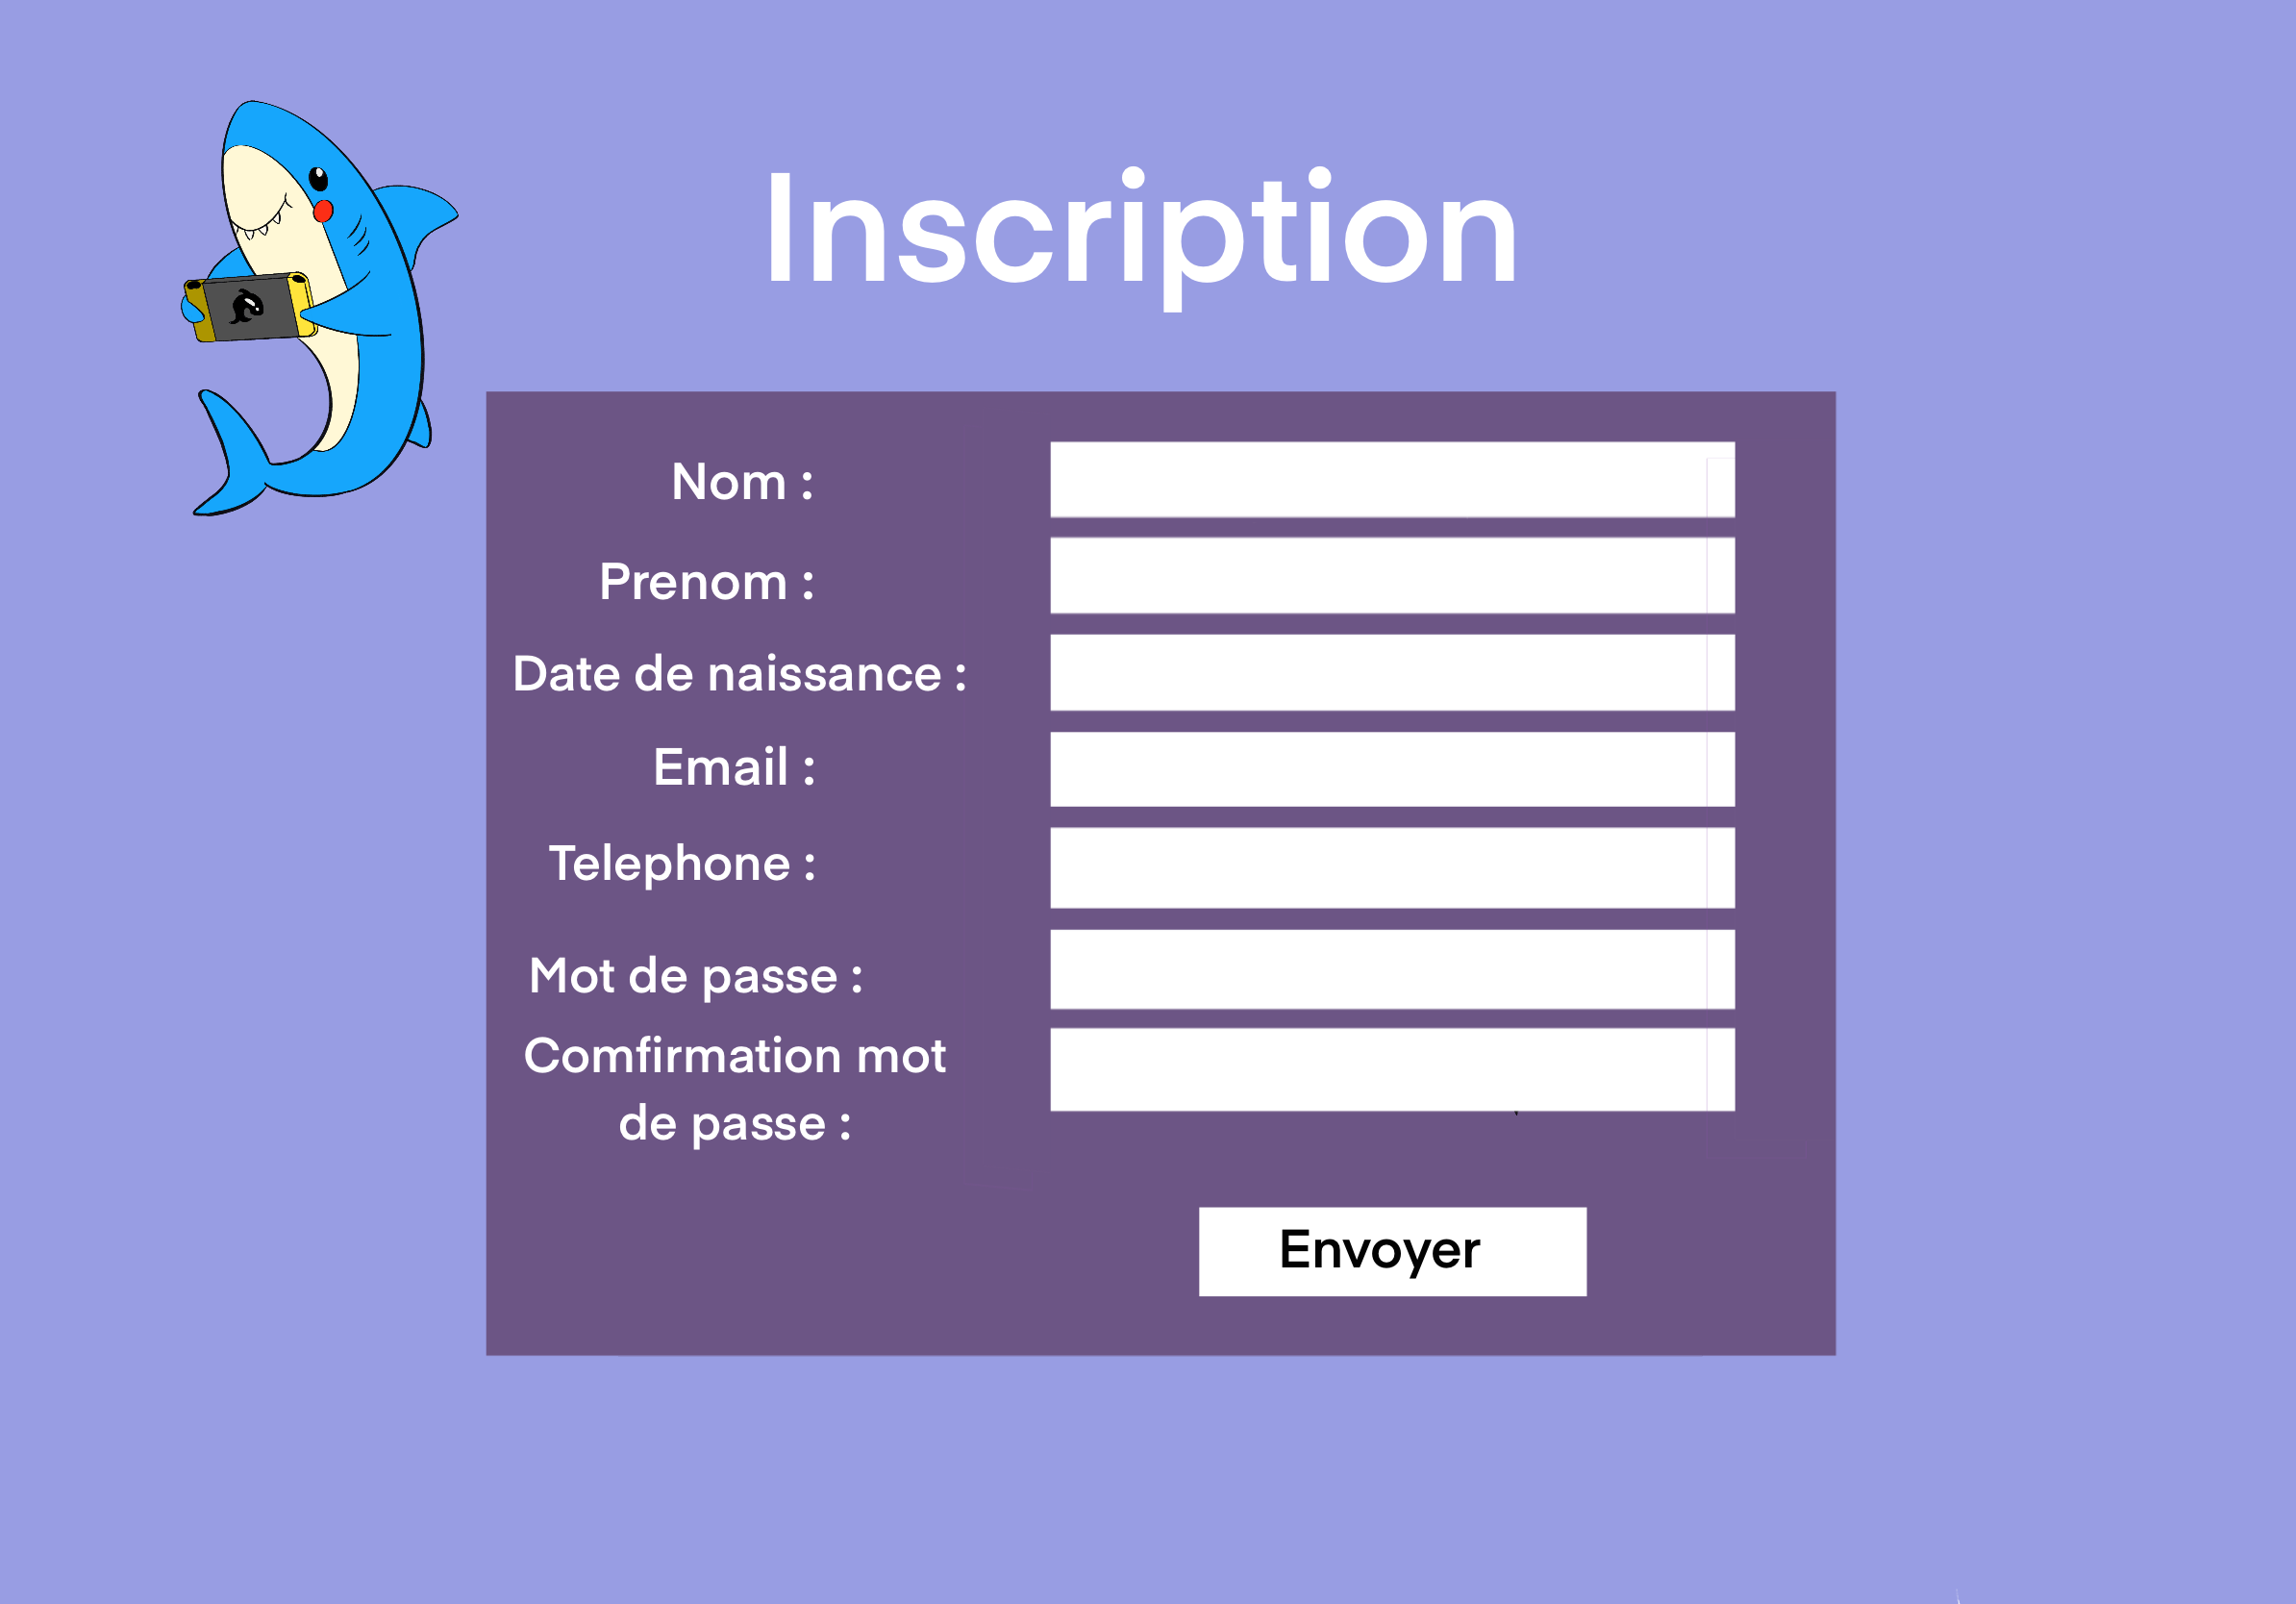 Inscription
Nom :
Prenom :
Date de naissance :
Email :
Telephone :
Mot de passe :
Comfirmation mot
de passe :
Envoyer